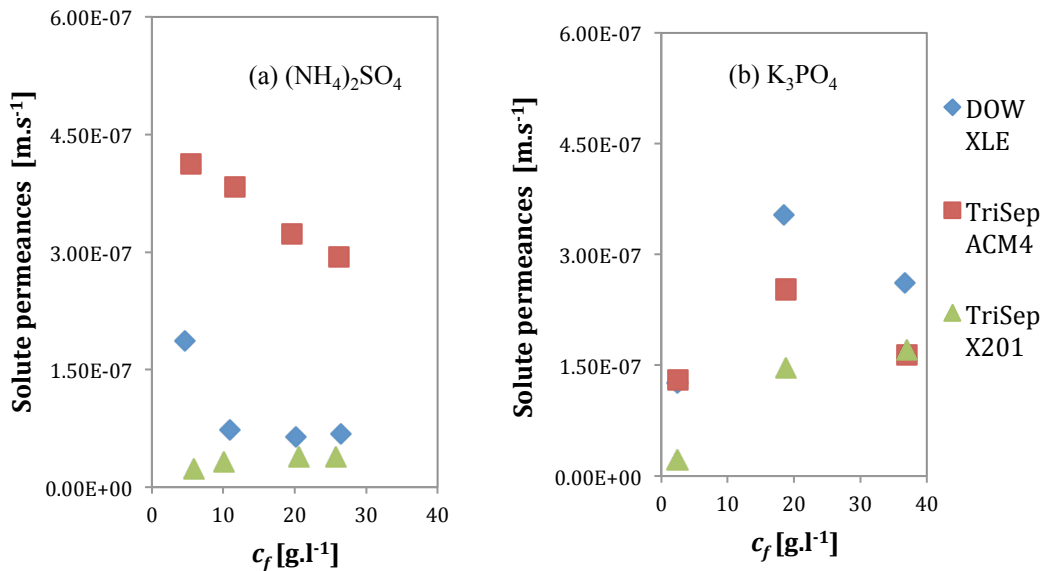 6.00E-07
4.50E-07
3.00E-07
1.50E-07
0.00E+00
Solute permeances [m.s-1]
(a) (NH4)2SO4
0 10 20 30 40
cf [g.l-1]
6.00E-07
4.50E-07
3.00E-07
1.50E-07
0.00E+00
Solute permeances [m.s-1]
(b) K3PO4
0 10 20 30 40
cf [g.l-1]
DOW
XLE
TriSep
ACM4
TriSep
X201